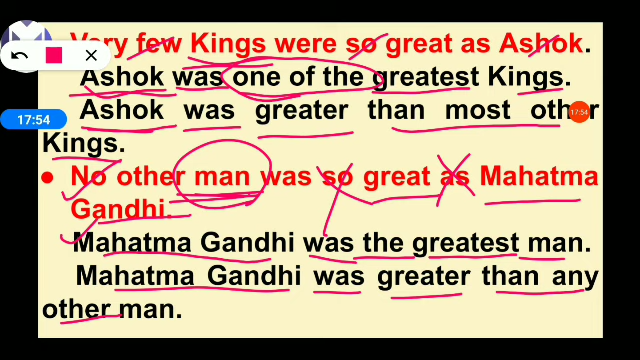 Very few Kings were so great as Ashok.
Ashok was one of the greatest Kings.
Ashok was greater than most other
Kings.
• No other man was so great as Mahatma
Gandhi.
Mahatma Gandhi was the greatest man.
Mahatma Gandhi was greater than any
other man.
17:54
17:54